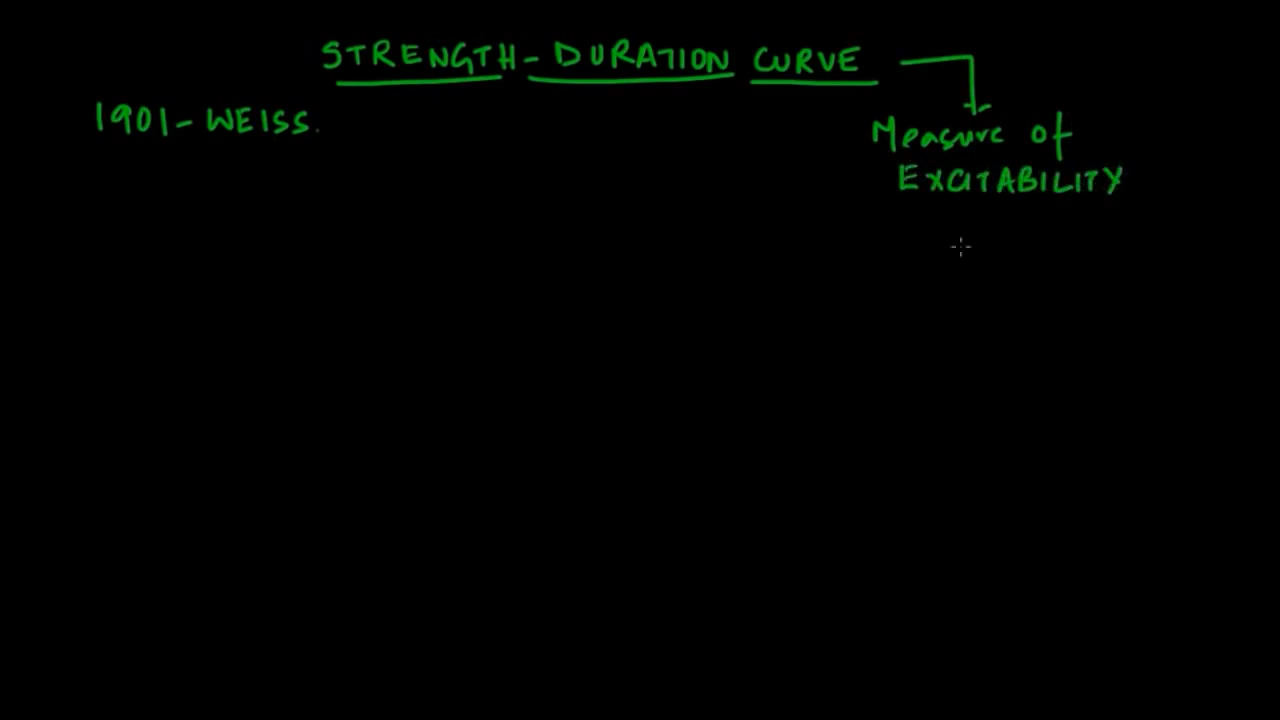 STRENGTH - DURATION CURVE
1901 - WEISS.
Measure of
EXCITABILITY